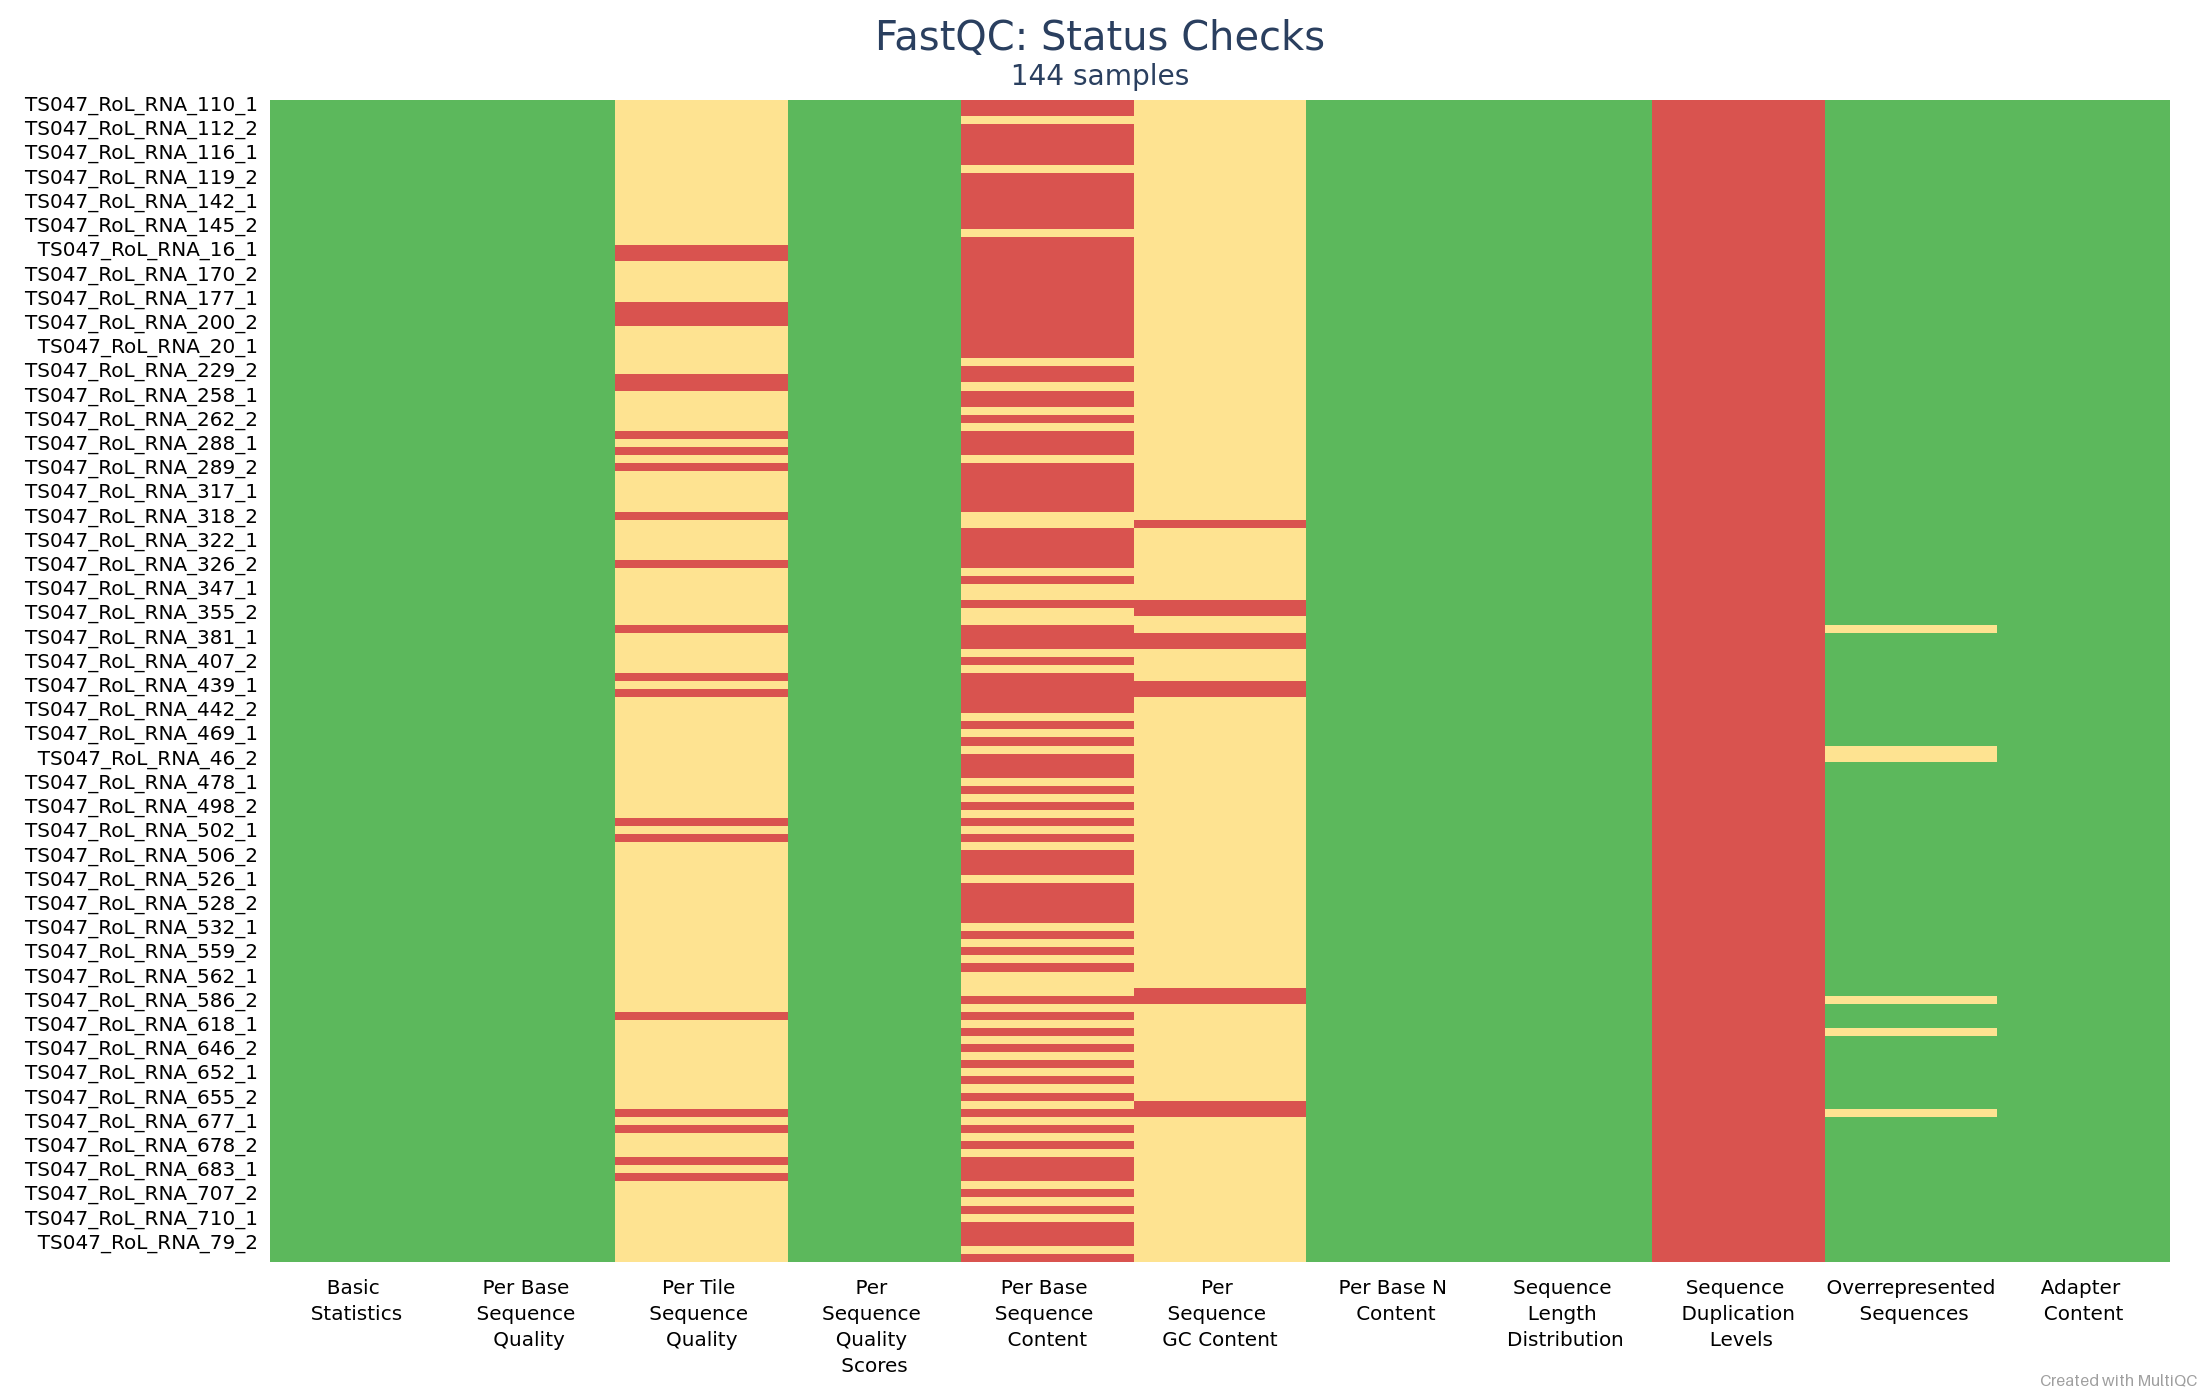 FastQC: Status Checks
144 samples
TS047_RoL_RNA_110_1
TS047_RoL_RNA_112_2
TS047_RoL_RNA_116_1
TS047_RoL_RNA_119_2
TS047_RoL_RNA_142_1
TS047_RoL_RNA_145_2
TS047_RoL_RNA_16_1
TS047_RoL_RNA_170_2
TS047_RoL_RNA_177_1
TS047_RoL_RNA_200_2
TS047_RoL_RNA_20_1
TS047_RoL_RNA_229_2
TS047_RoL_RNA_258_1
TS047_RoL_RNA_262_2
TS047_RoL_RNA_288_1
TS047_RoL_RNA_289_2
TS047_RoL_RNA_317_1
TS047_RoL_RNA_318_2
TS047_RoL_RNA_322_1
TS047_RoL_RNA_326_2
TS047_RoL_RNA_347_1
TS047_RoL_RNA_355_2
TS047_RoL_RNA_381_1
TS047_RoL_RNA_407_2
TS047_RoL_RNA_439_1
TS047_RoL_RNA_442_2
TS047_RoL_RNA_469_1
TS047_RoL_RNA_46_2
TS047_RoL_RNA_478_1
TS047_RoL_RNA_498_2
TS047_RoL_RNA_502_1
TS047_RoL_RNA_506_2
TS047_RoL_RNA_526_1
TS047_RoL_RNA_528_2
TS047_RoL_RNA_532_1
TS047_RoL_RNA_559_2
TS047_RoL_RNA_562_1
TS047_RoL_RNA_586_2
TS047_RoL_RNA_618_1
TS047_RoL_RNA_646_2
TS047_RoL_RNA_652_1
TS047_RoL_RNA_655_2
TS047_RoL_RNA_677_1
TS047_RoL_RNA_678_2
TS047_RoL_RNA_683_1
TS047_RoL_RNA_707_2
TS047_RoL_RNA_710_1
TS047_RoL_RNA_79_2
Basic
Statistics
Per Base
Sequence
Quality
Per Tile
Sequence
Quality
Per
Sequence
Quality
Scores
Per Base
Sequence
Content
Per
Sequence
GC Content
Per Base N
Content
Sequence
Length
Distribution
Sequence
Duplication
Levels
Overrepresented
Sequences
Adapter
Content
Created with MultiQC